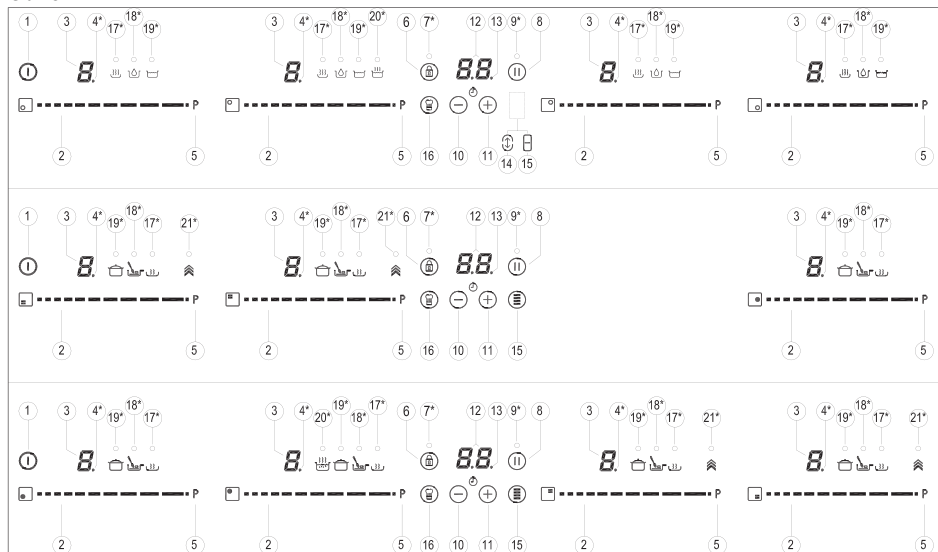 18* 18* 20* 18* 18*
1 3 4* 17* 19* 3 4* 17* 19* 6 7* 12 13 9* 8 3 4* 17* 19* 3 4* 17* 19*
8. 8. 8.8. 8. 8.
P P P P
2 5 2 5 16 10 11 14 15 2 5 2 5
18* 18* 18*
1 3 4* 19* 17* 21* 3 4* 19* 17* 21* 6 7* 12 13 9* 8 3 4* 19* 17*
8. 8. 8.8. 8.
P P P
2 5 2 5 16 10 11 15 2 5
18* 19* 17* 18* 18*
1 3 4* 19* 17* 3 4* 20* 18* 6 7* 12 13 9* 8 3 4* 19* 17* 21* 3 4* 19* 17* 21*
8. 8. 8.8. 8. 8.
P P P P
2 5 2 5 16 10 11 15 2 5 2 5